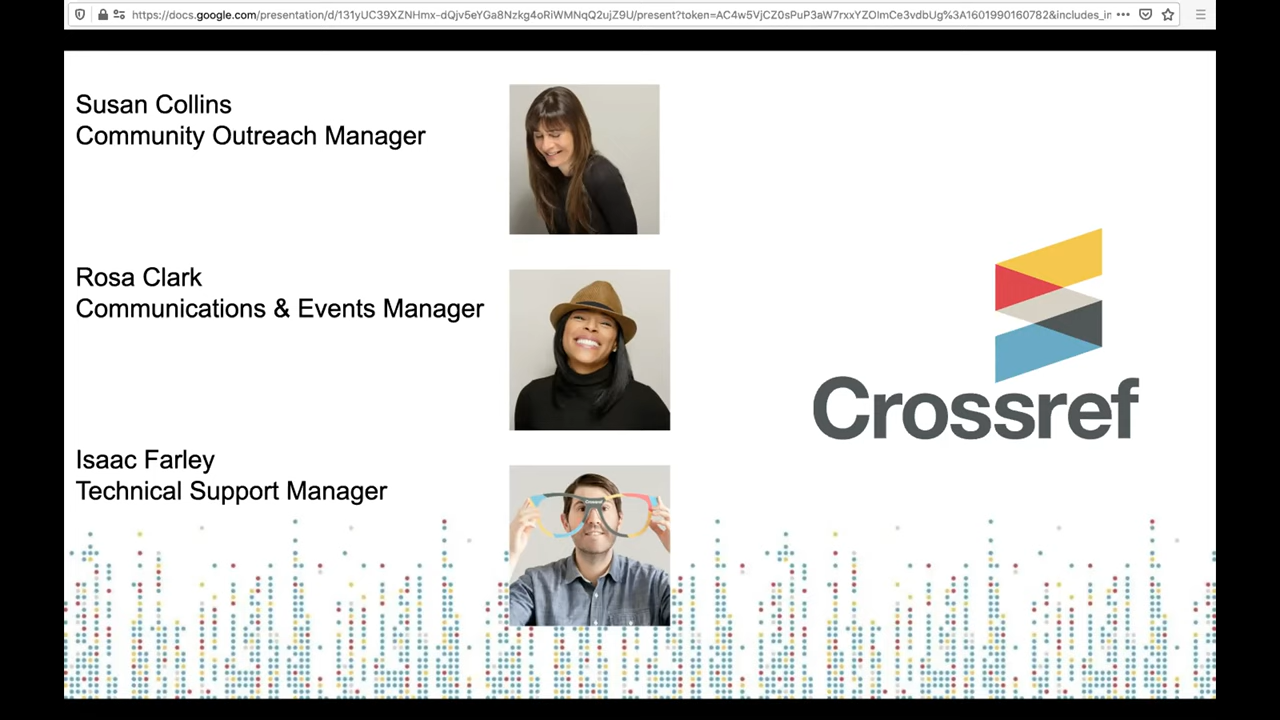 https://docs.google.com/presentation/d/131yUC39XZNHmx-dQjv5eYGa8Nzkg4oRiWMNqQ2ujZ9U/present?token=AC4w5VjCZ0sPuP3aW7rxxYZOlmCe3vdbUg%3A1601990160782&includes_in
Susan Collins
Community Outreach Manager
Rosa Clark
Communications & Events Manager
Isaac Farley
Technical Support Manager
Crossref
Crossref